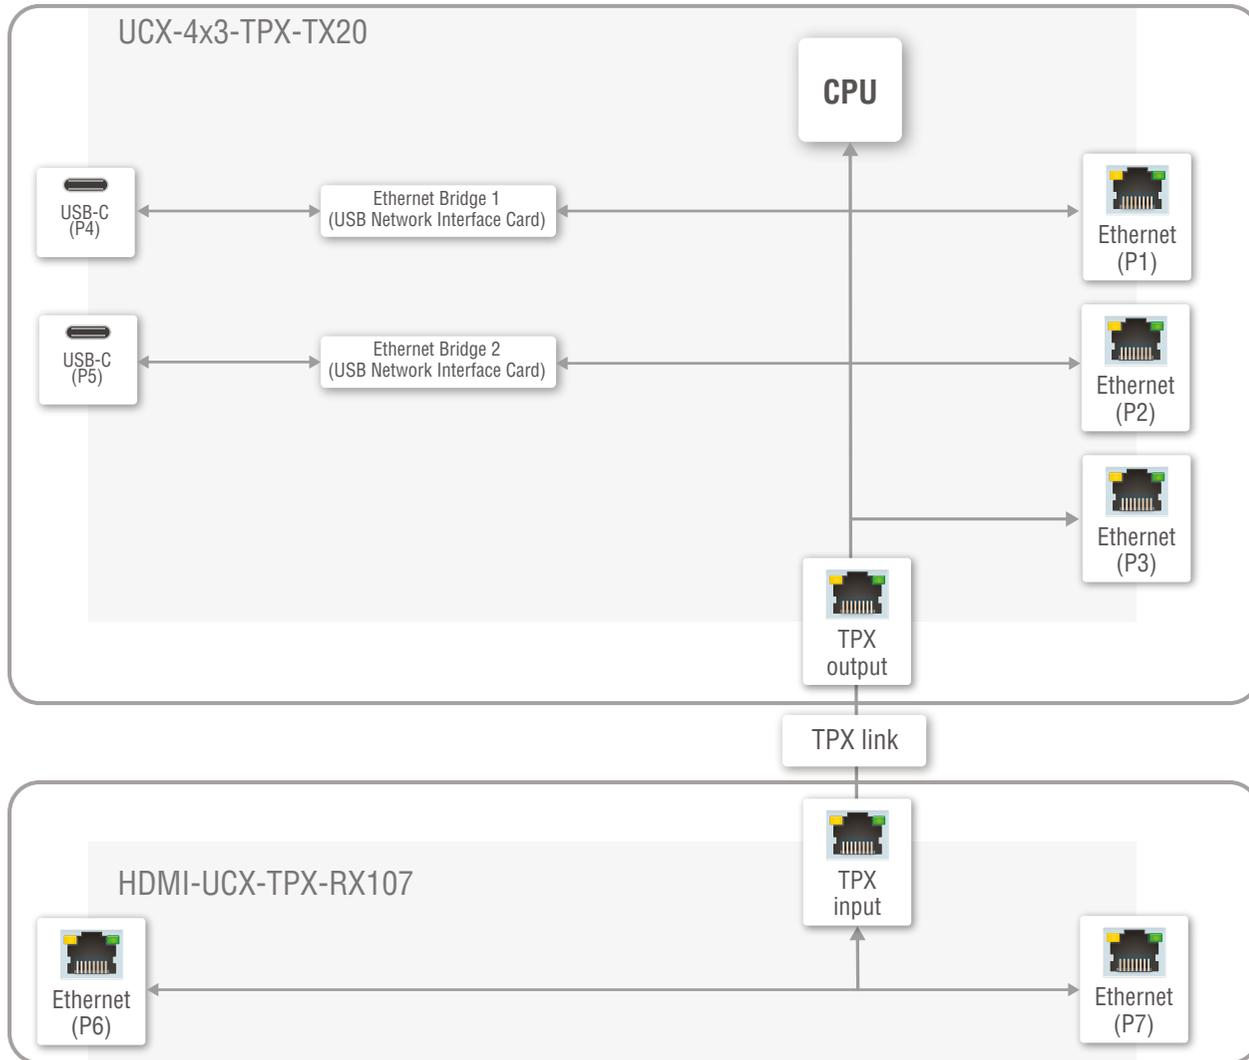 UCX-4x3-TPX-TX20
CPU
USB-C
(P4)
Ethernet Bridge 1
(USB Network Interface Card)
Ethernet
(P1)
USB-C
(P5)
Ethernet Bridge 2
(USB Network Interface Card)
Ethernet
(P2)
Ethernet
(P3)
TPX
output
TPX link
TPX
input
HDMI-UCX-TPX-RX107
Ethernet
(P6)
Ethernet
(P7)